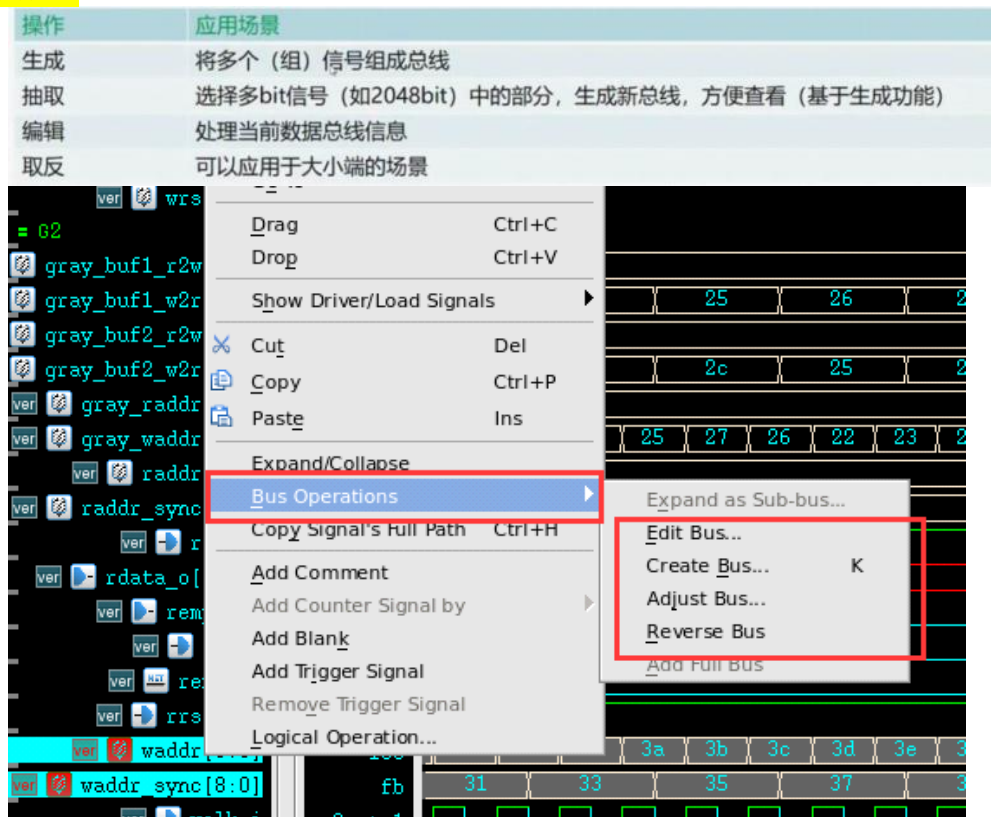 操作 应用场景
生成 将多个（组）信号组成总线
抽取 选择多bit信号（如2048bit）中的部分，生成新总线，方便查看（基于生成功能）
编辑 处理当前数据总线信息
取反 可以应用于大小端的场景
ver wrs
= G2
Drag Ctrl+C
Drop Ctrl+V
gray_buf1_r2w
gray_buf1_w2r Show Driver/Load Signals 25 26 2
gray_buf2_r2w Cut Del
gray_buf2_w2r Copy Ctrl+P 2c 25 2
ver gray_raddr Paste Ins
ver gray_waddr 25 27 26 22 23 2
ver raddr Expand/Collapse
Bus Operations Expand as Sub-bus...
ver raddr_sync Copy Signal's Full Path Ctrl+H Edit Bus...
ver r Create Bus... K
ver rdata_o[ Add Comment Adjust Bus...
ver rem Add Counter Signal by Reverse Bus
ver Add Blank Add Full Bus
ver re Add Trigger Signal
ver rrs Remove Trigger Signal
ver waddr Logical Operation... 3a 3b 3c 3d 3e 3
ver waddr_sync[8:0] fb 31 33 35 37 3